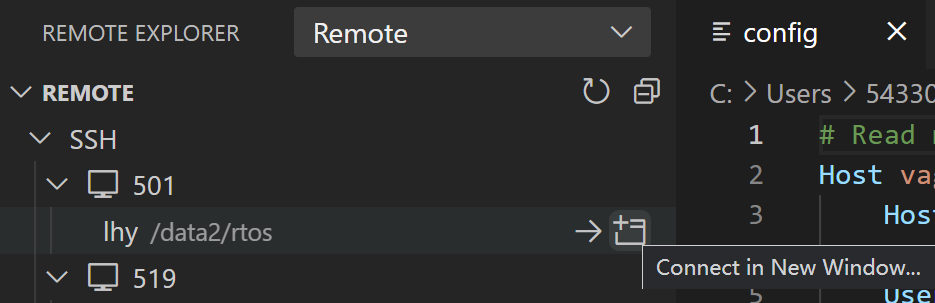 REMOTE EXPLORER
Remote
REMOTE
SSH
501
lhy /data2/rtos
519
config
C: > Users > 54330
1 # Read
2 Host vag
3 Host
Connect in New Window...
5 Use